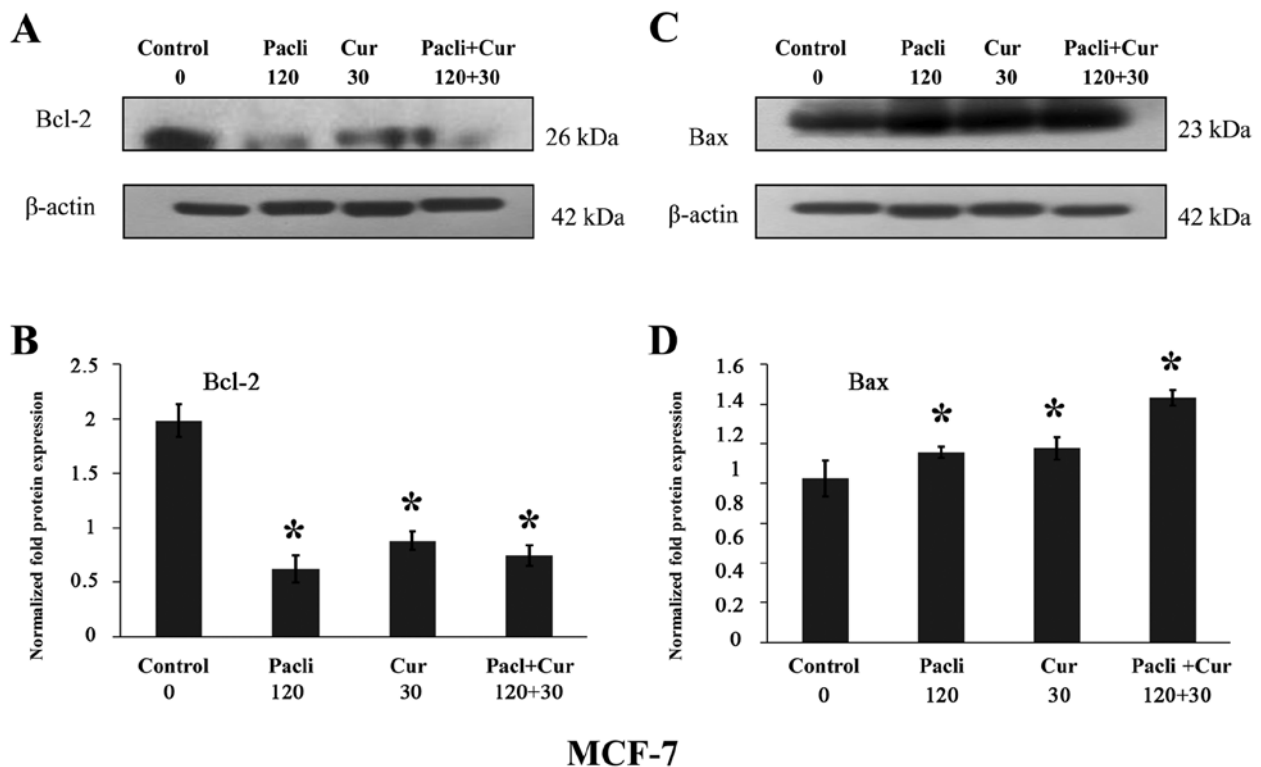 A
Control Pacli Cur Pacli+Cur
0 120 30 120+30
Bcl-2
26 kDa
β-actin
42 kDa
C
Control Pacli Cur Pacli+Cur
0 120 30 120+30
Bax
23 kDa
β-actin
42 kDa
B
Normalized fold protein expression
2.5
2
1.5
1
0.5
0
Bcl-2
*
*
*
Control Pacli Cur Pacl+Cur
0 120 30 120+30
D
Normalized fold protein expression
1.6
1.4
1.2
1
0.8
0.6
0.4
0.2
0
Bax
*
*
*
Control Pacli Cur Pacli +Cur
0 120 30 120+30
MCF-7